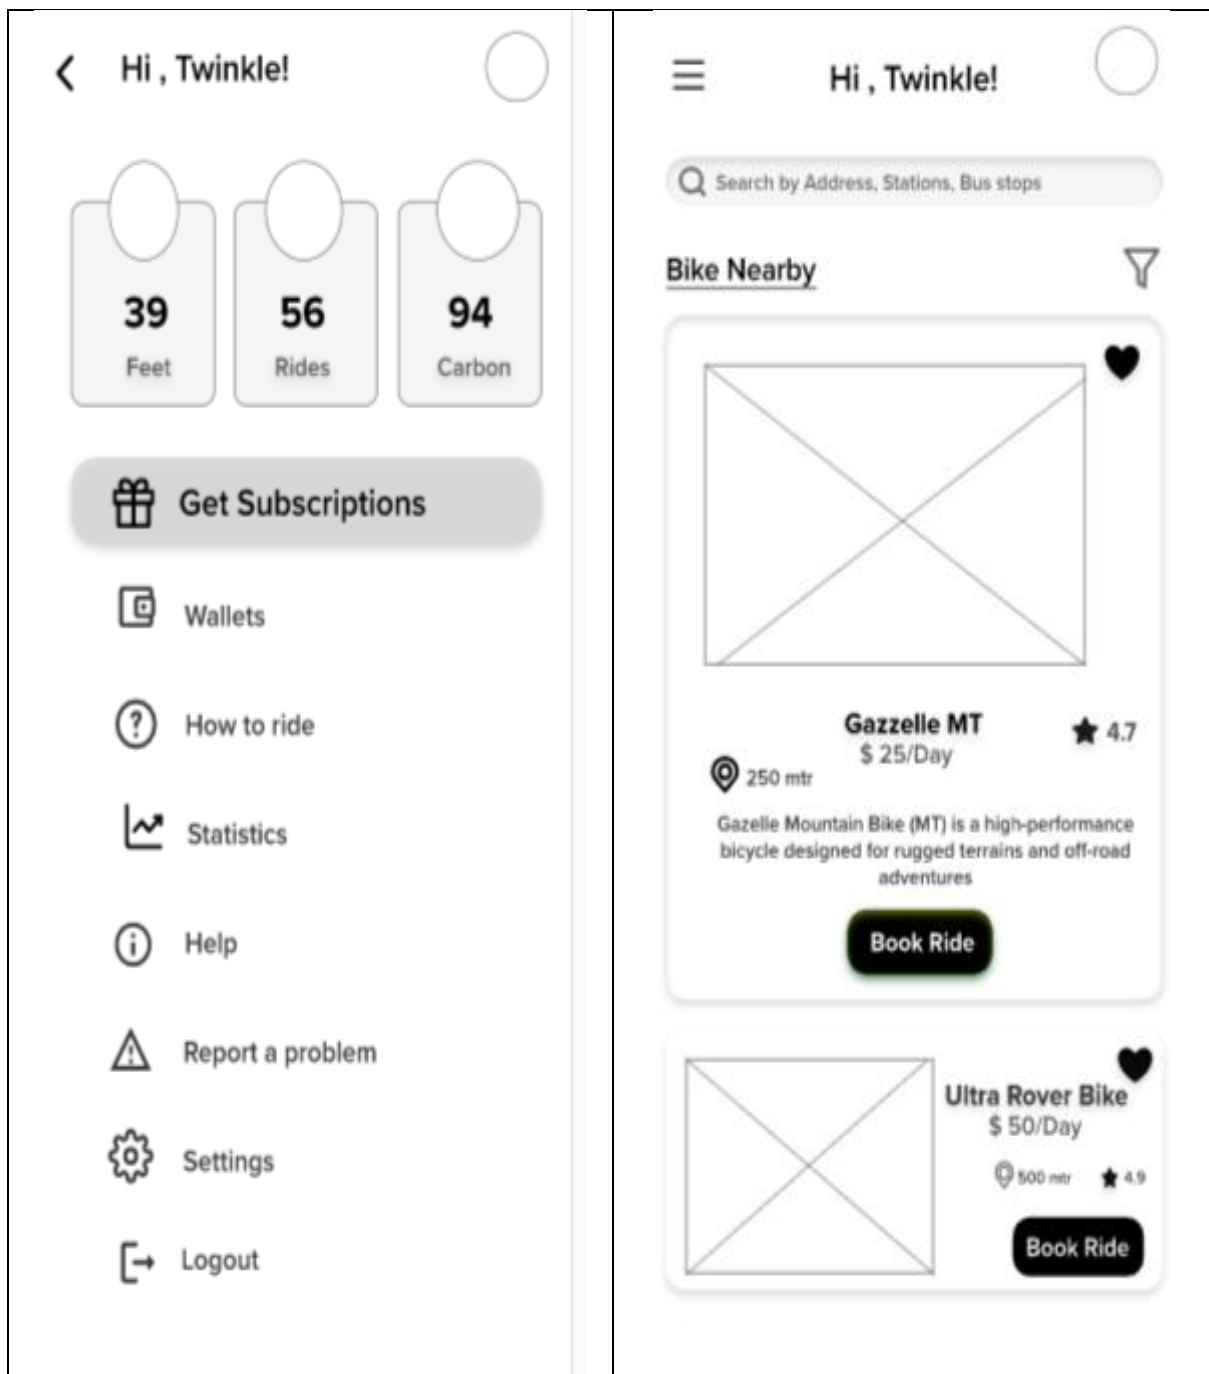 Hi , Twinkle!
39
Feet
56
Rides
94
Carbon
Get Subscriptions
Wallets
How to ride
Statistics
Help
Report a problem
Settings
Logout
Hi , Twinkle!
Search by Address, Stations, Bus stops
Bike Nearby
Gazzelle MT
$ 25/Day
4.7
250 mtr
Gazelle Mountain Bike (MT) is a high-performance
bicycle designed for rugged terrains and off-road
adventures
Book Ride
Ultra Rover Bike
$ 50/Day
500 mtr
4.9
Book Ride